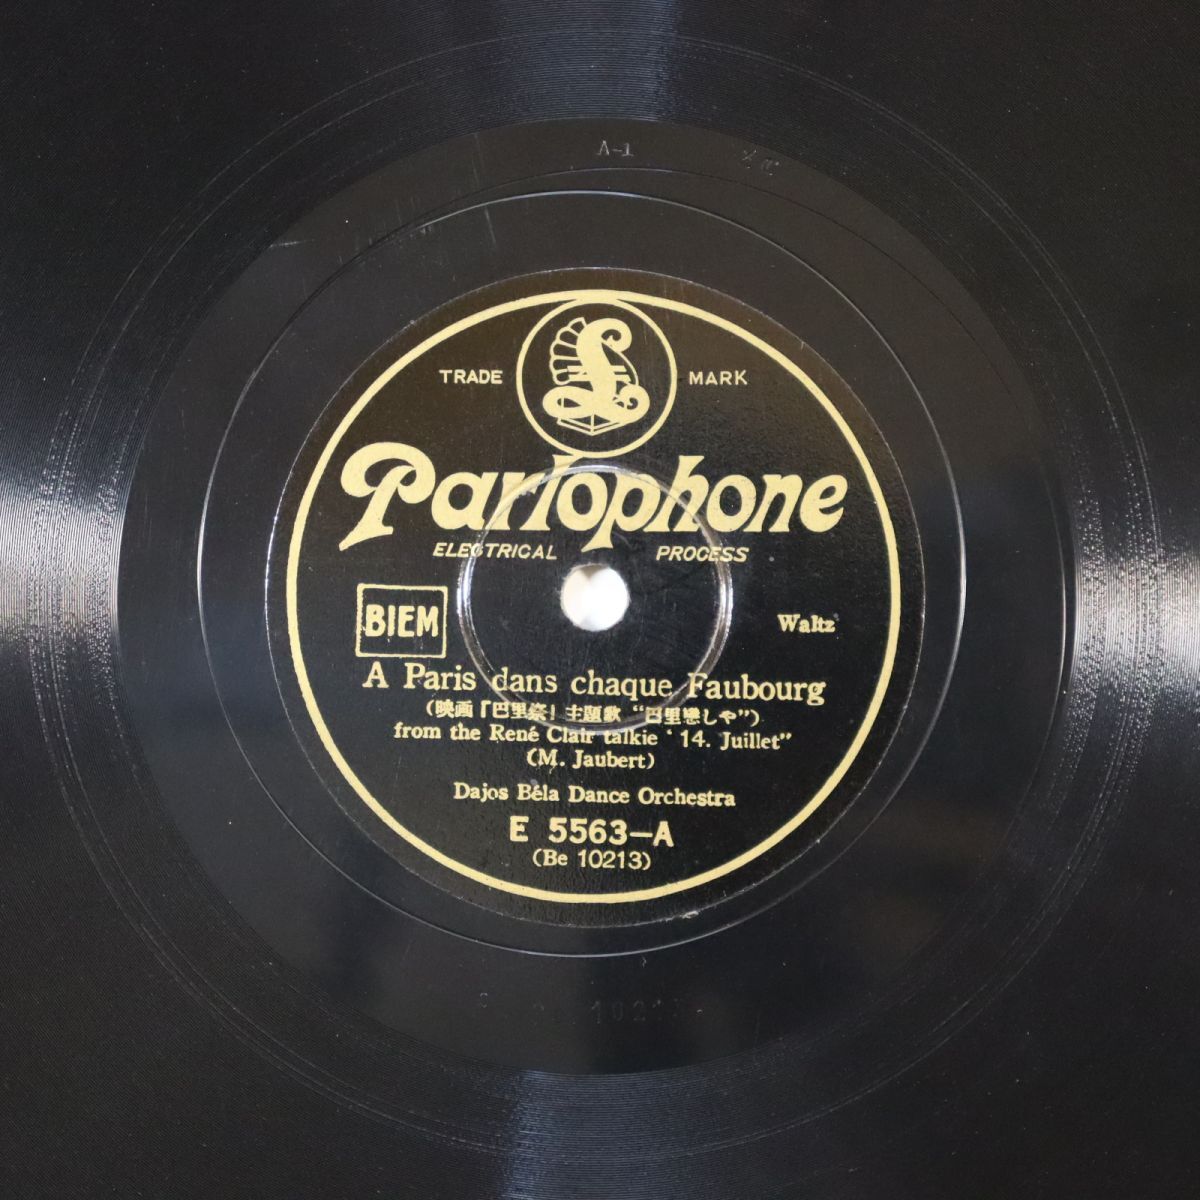 A-1
TRADE MARK
Parlophone
ELECTRICAL PROCESS
BIEM
Waltz
A Paris dans chaque Faubourg
(映画「巴里祭」主題歌 “巴里戀しや”)
from the René Clair talkie ‘ 14. Juillet”
(M. Jaubert)
Dajos Béla Dance Orchestra
E 5563-A
(Be 10213)